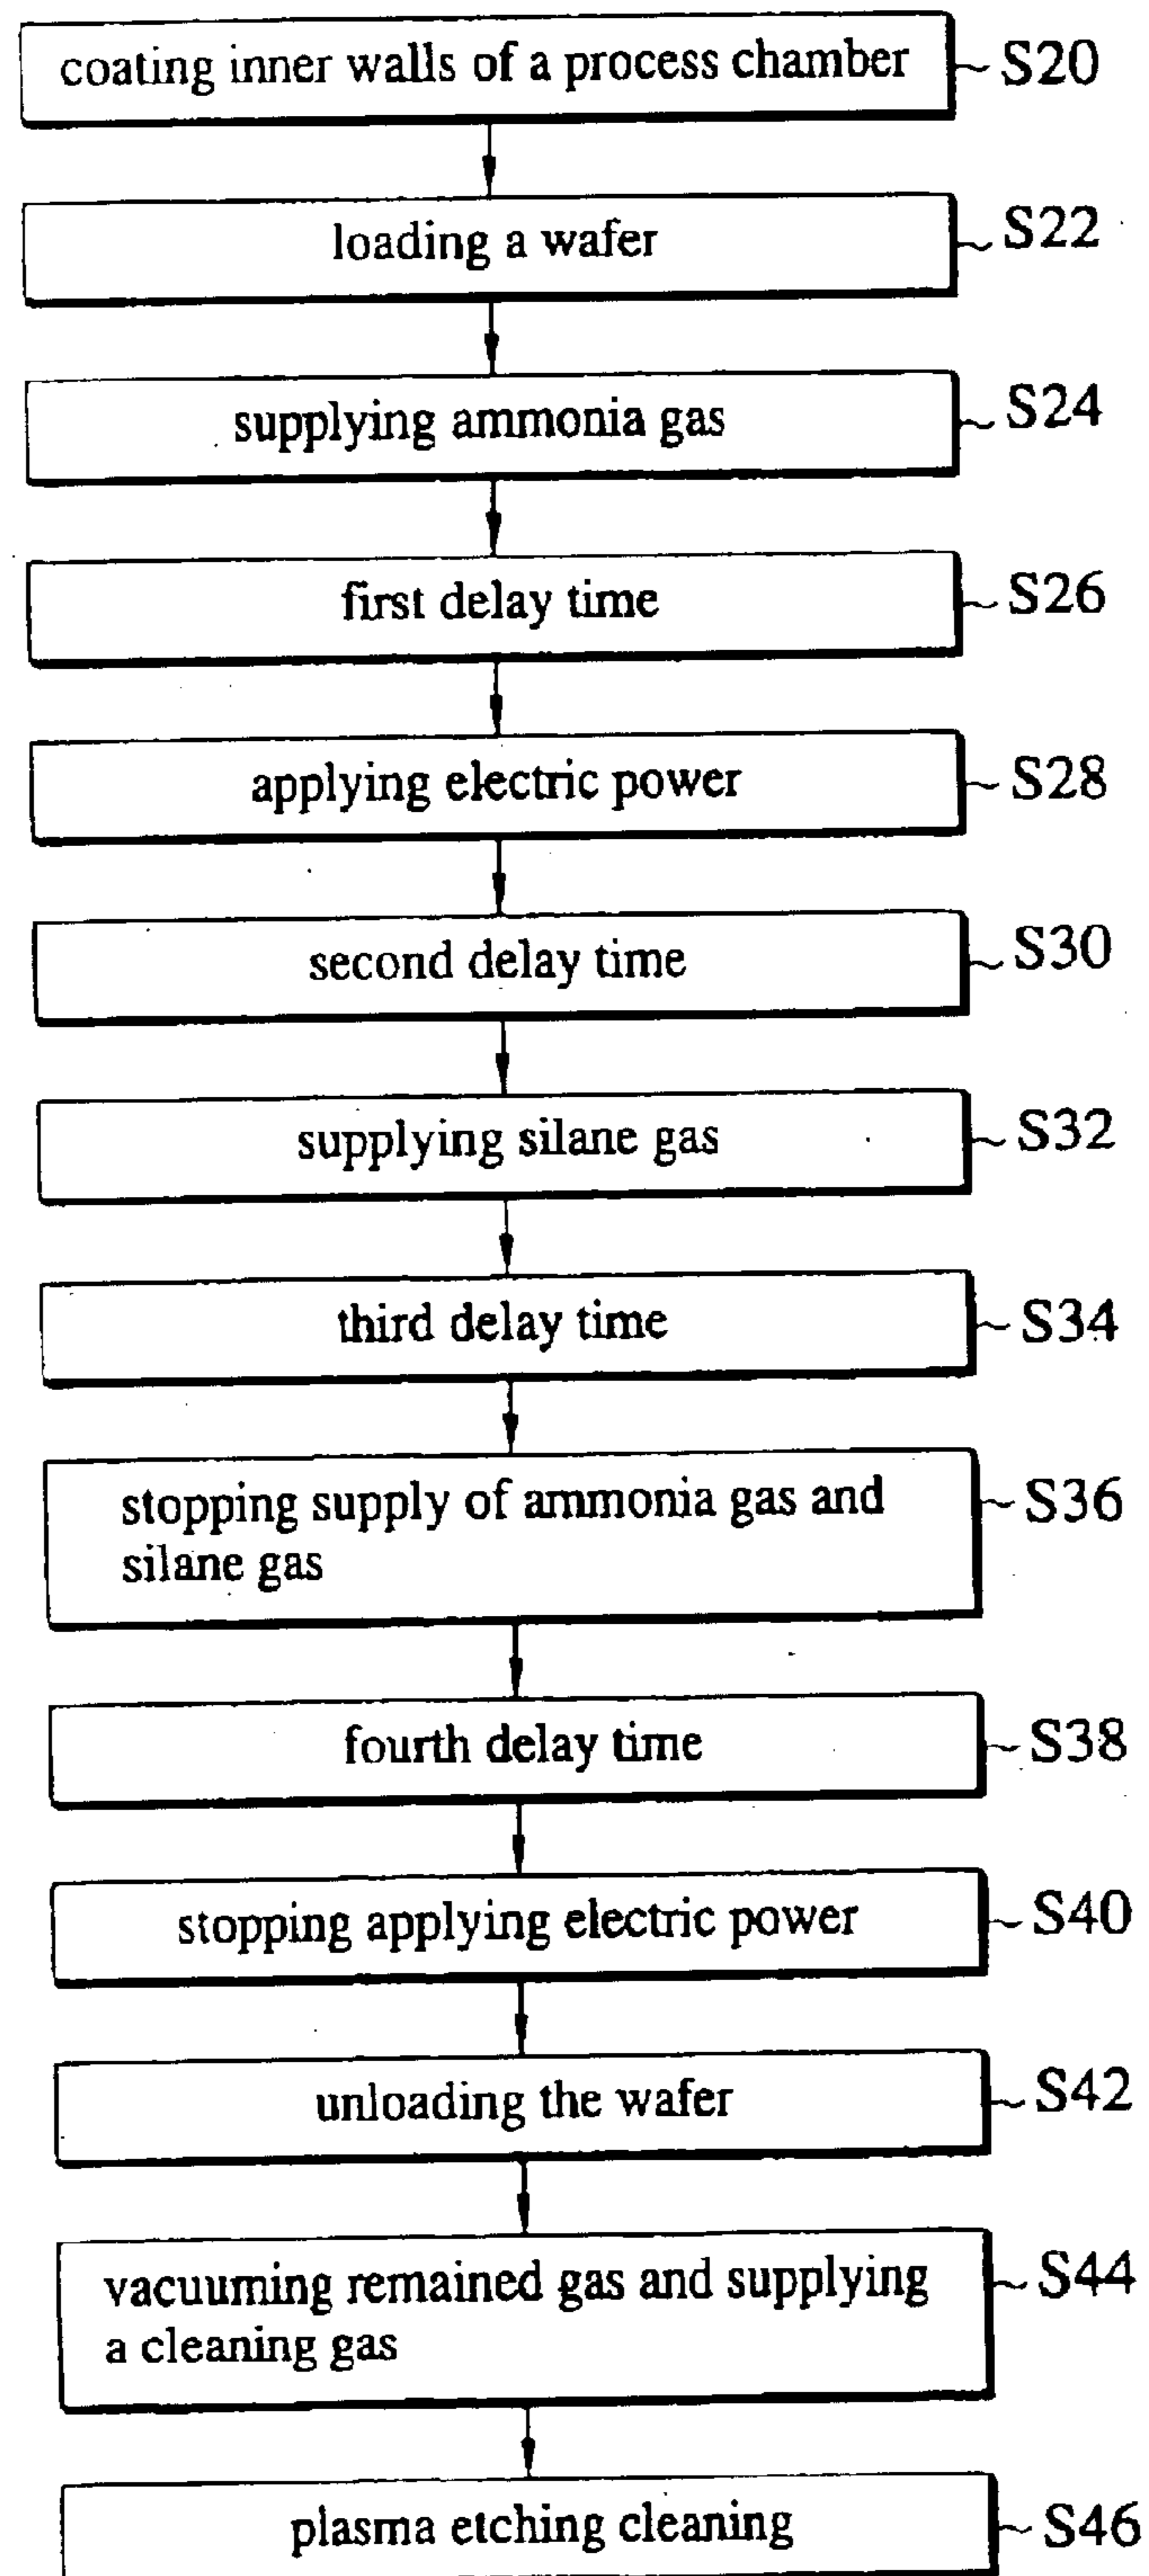 coating inner walls of a process chamber S20
loading a wafer S22
supplying ammonia gas S24
first delay time S26
applying electric power S28
second delay time S30
supplying silane gas S32
third delay time S34
stopping supply of ammonia gas and S36
silane gas
fourth delay time S38
stopping applying electric power S40
unloading the wafer S42
vacuuming remained gas and supplying S44
a cleaning gas
plasma etching cleaning S46